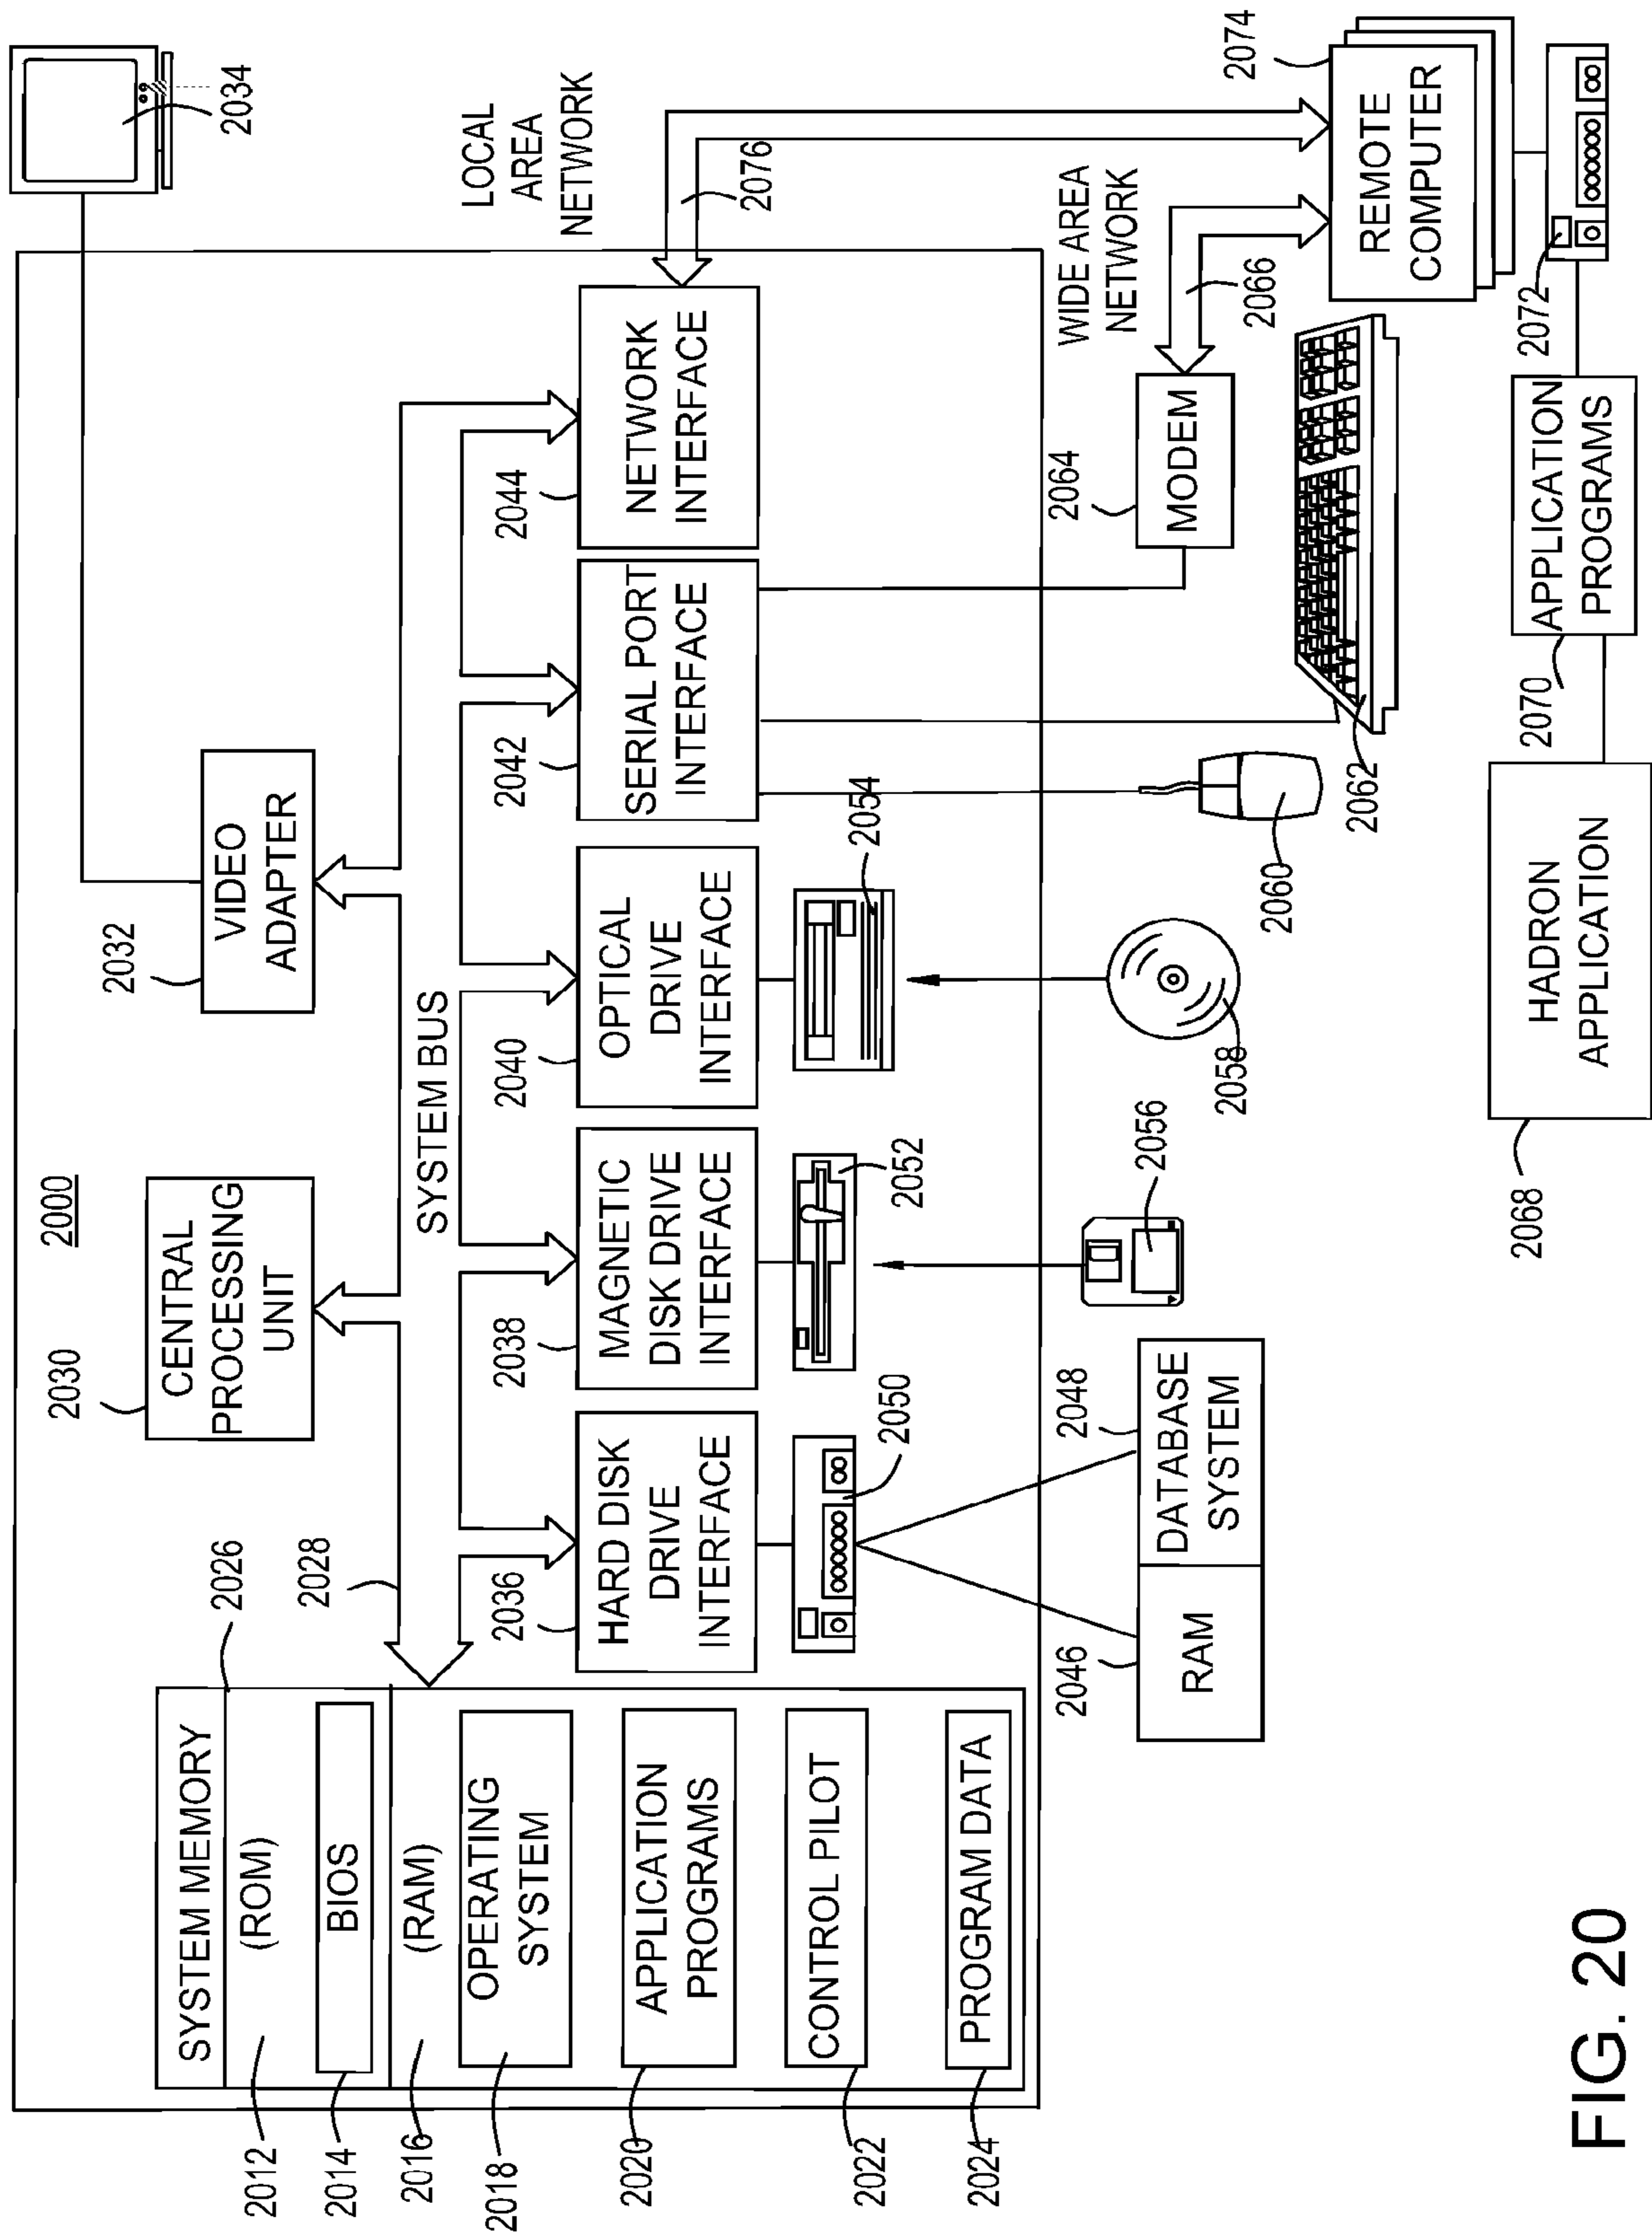 2000
2012
2014
2016
2018
2020
2022
2024
SYSTEM MEMORY
(ROM)
BIOS
(RAM)
OPERATING
SYSTEM
APPLICATION
PROGRAMS
CONTROL PILOT
PROGRAM DATA
2026
2028
2030
CENTRAL
PROCESSING
UNIT
2032
VIDEO
ADAPTER
2034
SYSTEM BUS
2036
HARD DISK
DRIVE
INTERFACE
2038
MAGNETIC
DISK DRIVE
INTERFACE
2040
OPTICAL
DRIVE
INTERFACE
2042
SERIAL PORT
INTERFACE
2044
NETWORK
INTERFACE
LOCAL
AREA
NETWORK
2076
2050
2052
2054
2046
RAM
2048
DATABASE
SYSTEM
2056
2058
2060
2062
2064
MODEM
WIDE AREA
NETWORK
2066
2074
REMOTE
COMPUTER
2072
2070
APPLICATION
PROGRAMS
2068
HADRON
APPLICATION
FIG. 20